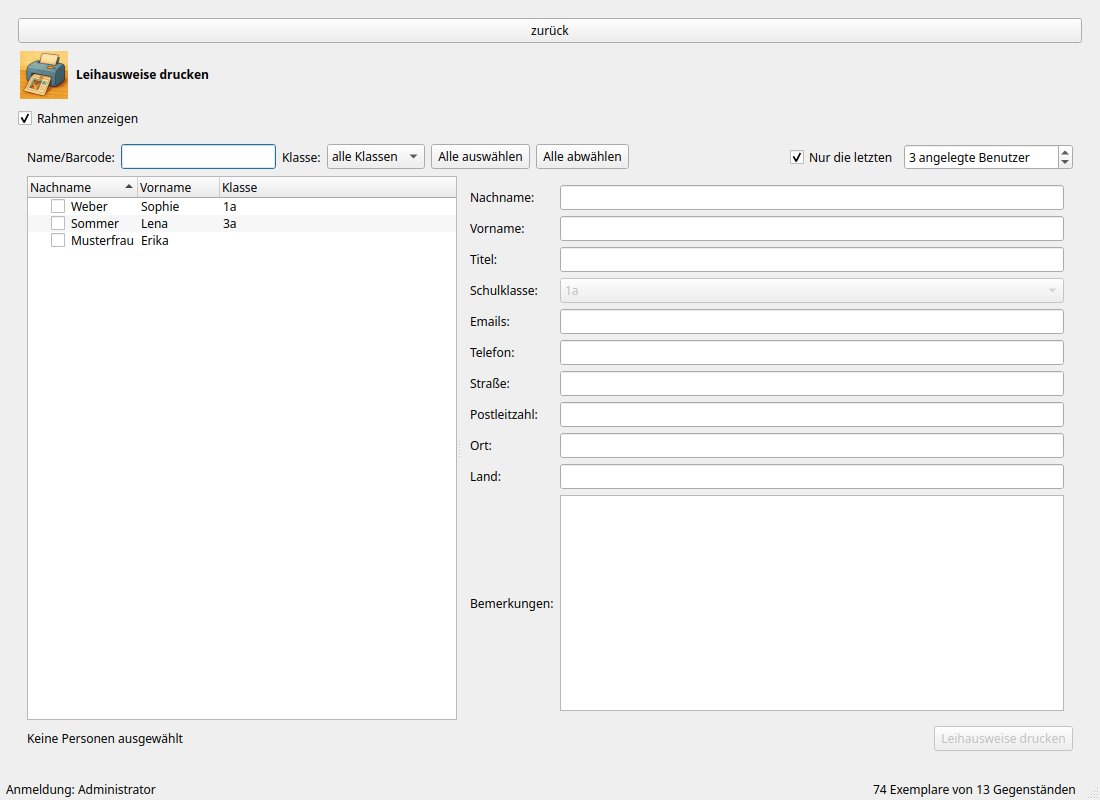 zurück
Leihausweise drucken
Rahmen anzeigen
Name/Barcode: Klasse: alle Klassen Alle auswählen Alle abwählen Nur die letzten 3 angelegte Benutzer
Nachname Vorname Klasse
Weber Sophie 1a
Sommer Lena 3a
Musterfrau Erika
Nachname:
Vorname:
Titel:
Schulklasse: 1a
Emails:
Telefon:
Straße:
Postleitzahl:
Ort:
Land:
Bemerkungen:
Keine Personen ausgewählt Leihausweise drucken
Anmeldung: Administrator 74 Exemplare von 13 Gegenständen